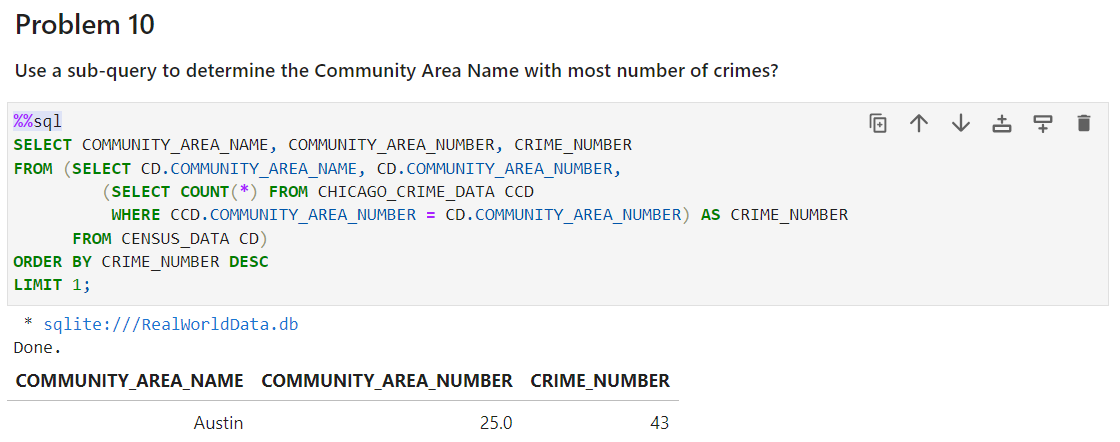 Problem 10
Use a sub-query to determine the Community Area Name with most number of crimes?
%%sql
SELECT COMMUNITY_AREA_NAME, COMMUNITY_AREA_NUMBER, CRIME_NUMBER
FROM (SELECT CD.COMMUNITY_AREA_NAME, CD.COMMUNITY_AREA_NUMBER,
(SELECT COUNT(*) FROM CHICAGO_CRIME_DATA CCD
WHERE CCD.COMMUNITY_AREA_NUMBER = CD.COMMUNITY_AREA_NUMBER) AS CRIME_NUMBER
FROM CENSUS_DATA CD)
ORDER BY CRIME_NUMBER DESC
LIMIT 1;
* sqlite:///RealWorldData.db
Done.
COMMUNITY_AREA_NAME COMMUNITY_AREA_NUMBER CRIME_NUMBER
Austin 25.0 43